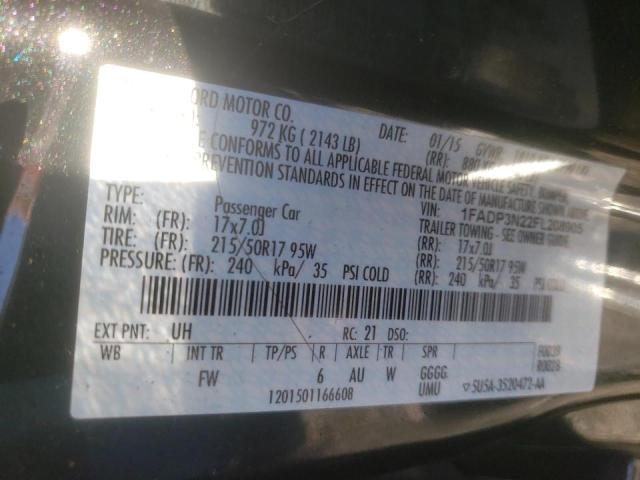 ORD MOTOR CO.
DATE: 01/15 GVWR
972 KG ( 2143 LB) (RR):
E CONFORMS TO ALL APPLICABLE FEDERAL MOTOR VEHICLE SAFETY, BUMPER,
PREVENTION STANDARDS IN EFFECT ON THE DATE OF MANUFACTURE SHOWN ABOVE
VIN: 1FADP3N22FL208905
TYPE: Passenger Car TRAILER TOWING - SEE OWNER GUIDE
RIM: (FR): 17x7.0J (RR): 17x7.0J
TIRE: (FR): 215/50R17 95W (RR): 215/50R17 95W
PRESSURE: (FR): 240 kPa/ 35 PSI COLD (RR): 240 kPa/ 35 PSI COLD
EXT PNT: UH RC: 21 DSO:
WB INT TR TP/PS R AXLE TR SPR
FW 6 AU W GGGG
UMU
1201501166608
5U5A-3520472-AA